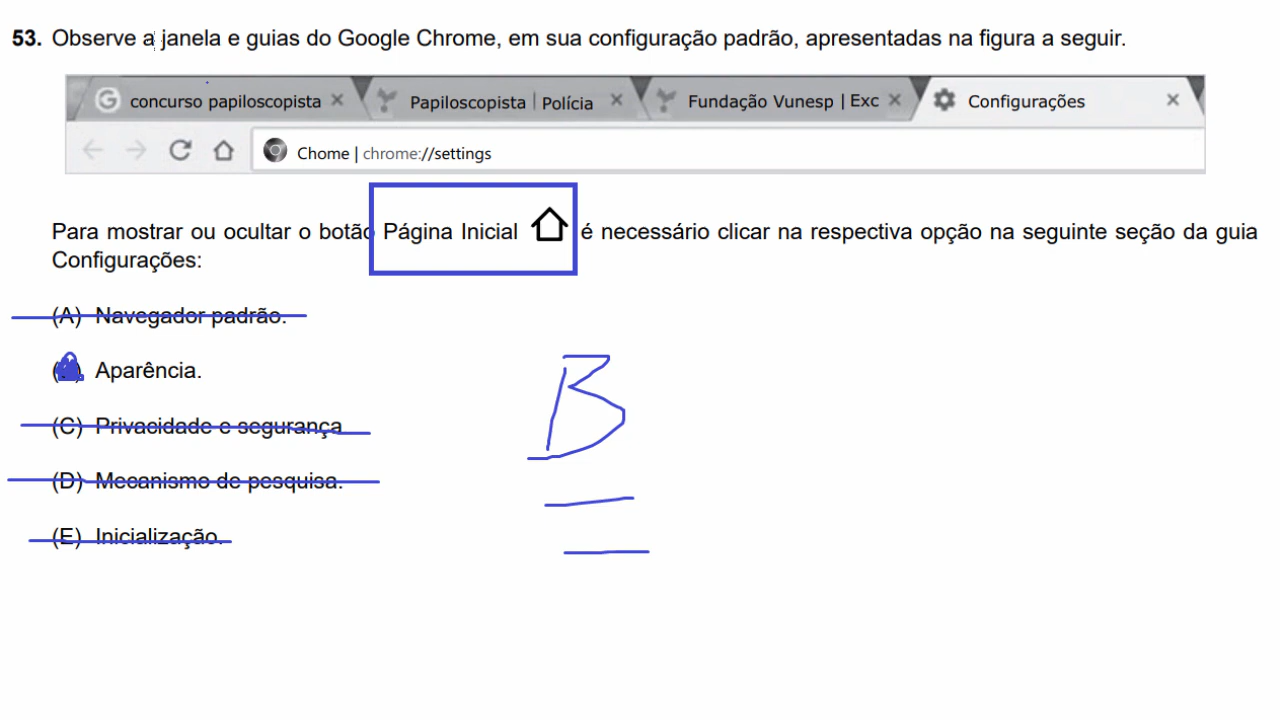 53. Observe a janela e guias do Google Chrome, em sua configuração padrão, apresentadas na figura a seguir.
concurso papiloscopista × Papiloscopista | Polícia × Fundação Vunesp | Exc × Configurações ×
Chome | chrome://settings
Para mostrar ou ocultar o botão Página Inicial é necessário clicar na respectiva opção na seguinte seção da guia
Configurações:
(A) Navegador padrão.
Aparência.
(C) Privacidade e segurança
(D) Mecanismo de pesquisa.
(E) Inicialização.
B